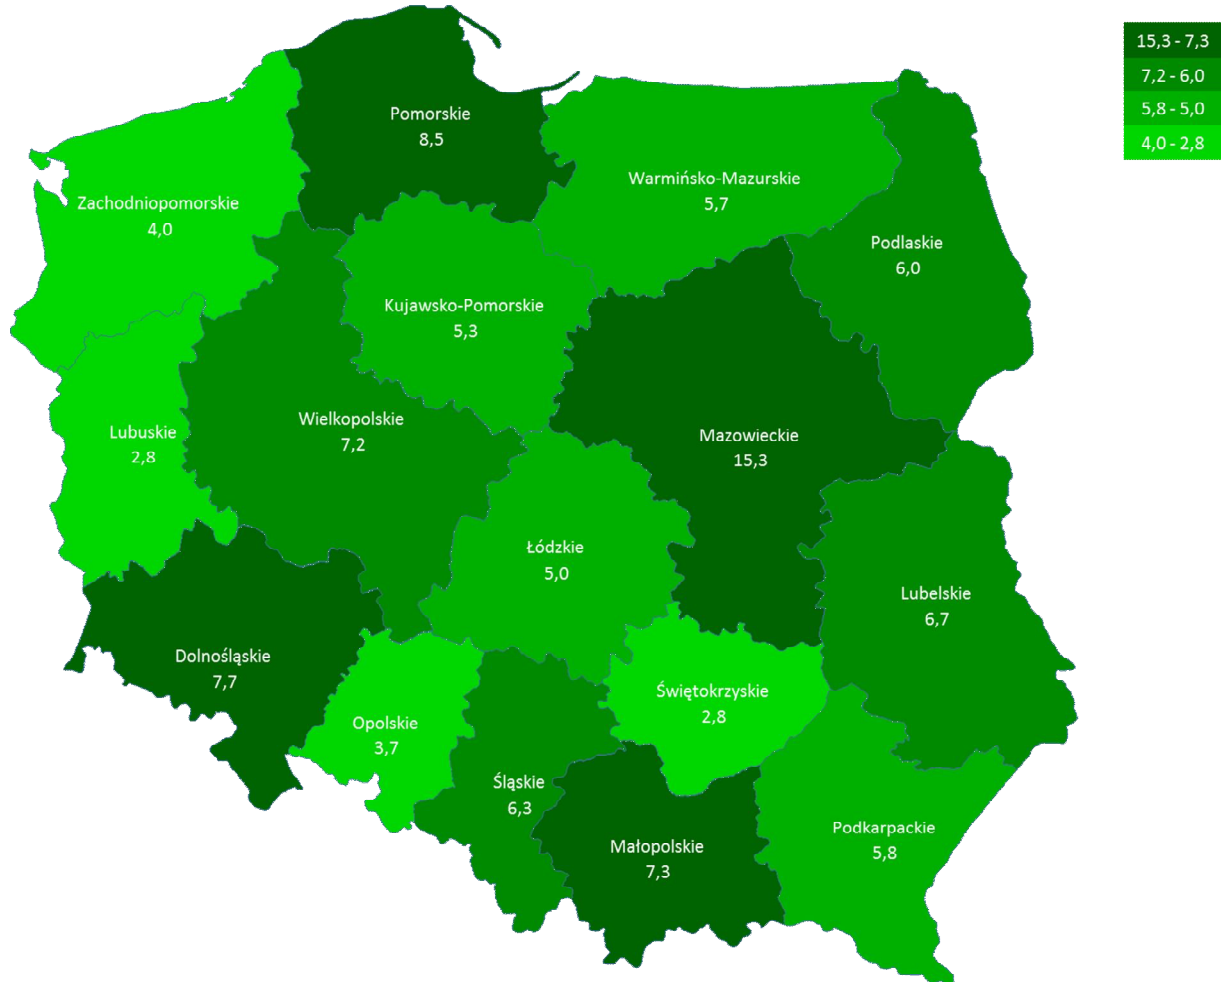 15,3 - 7,3
7,2 - 6,0
5,8 - 5,0
4,0 - 2,8
Pomorskie
8,5
Warmińsko-Mazurskie
5,7
Zachodniopomorskie
4,0
Podlaskie
6,0
Kujawsko-Pomorskie
5,3
Wielkopolskie
7,2
Lubuskie
2,8
Mazowieckie
15,3
Łódzkie
5,0
Lubelskie
6,7
Dolnośląskie
7,7
Świętokrzyskie
2,8
Opolskie
3,7
Śląskie
6,3
Podkarpackie
5,8
Małopolskie
7,3